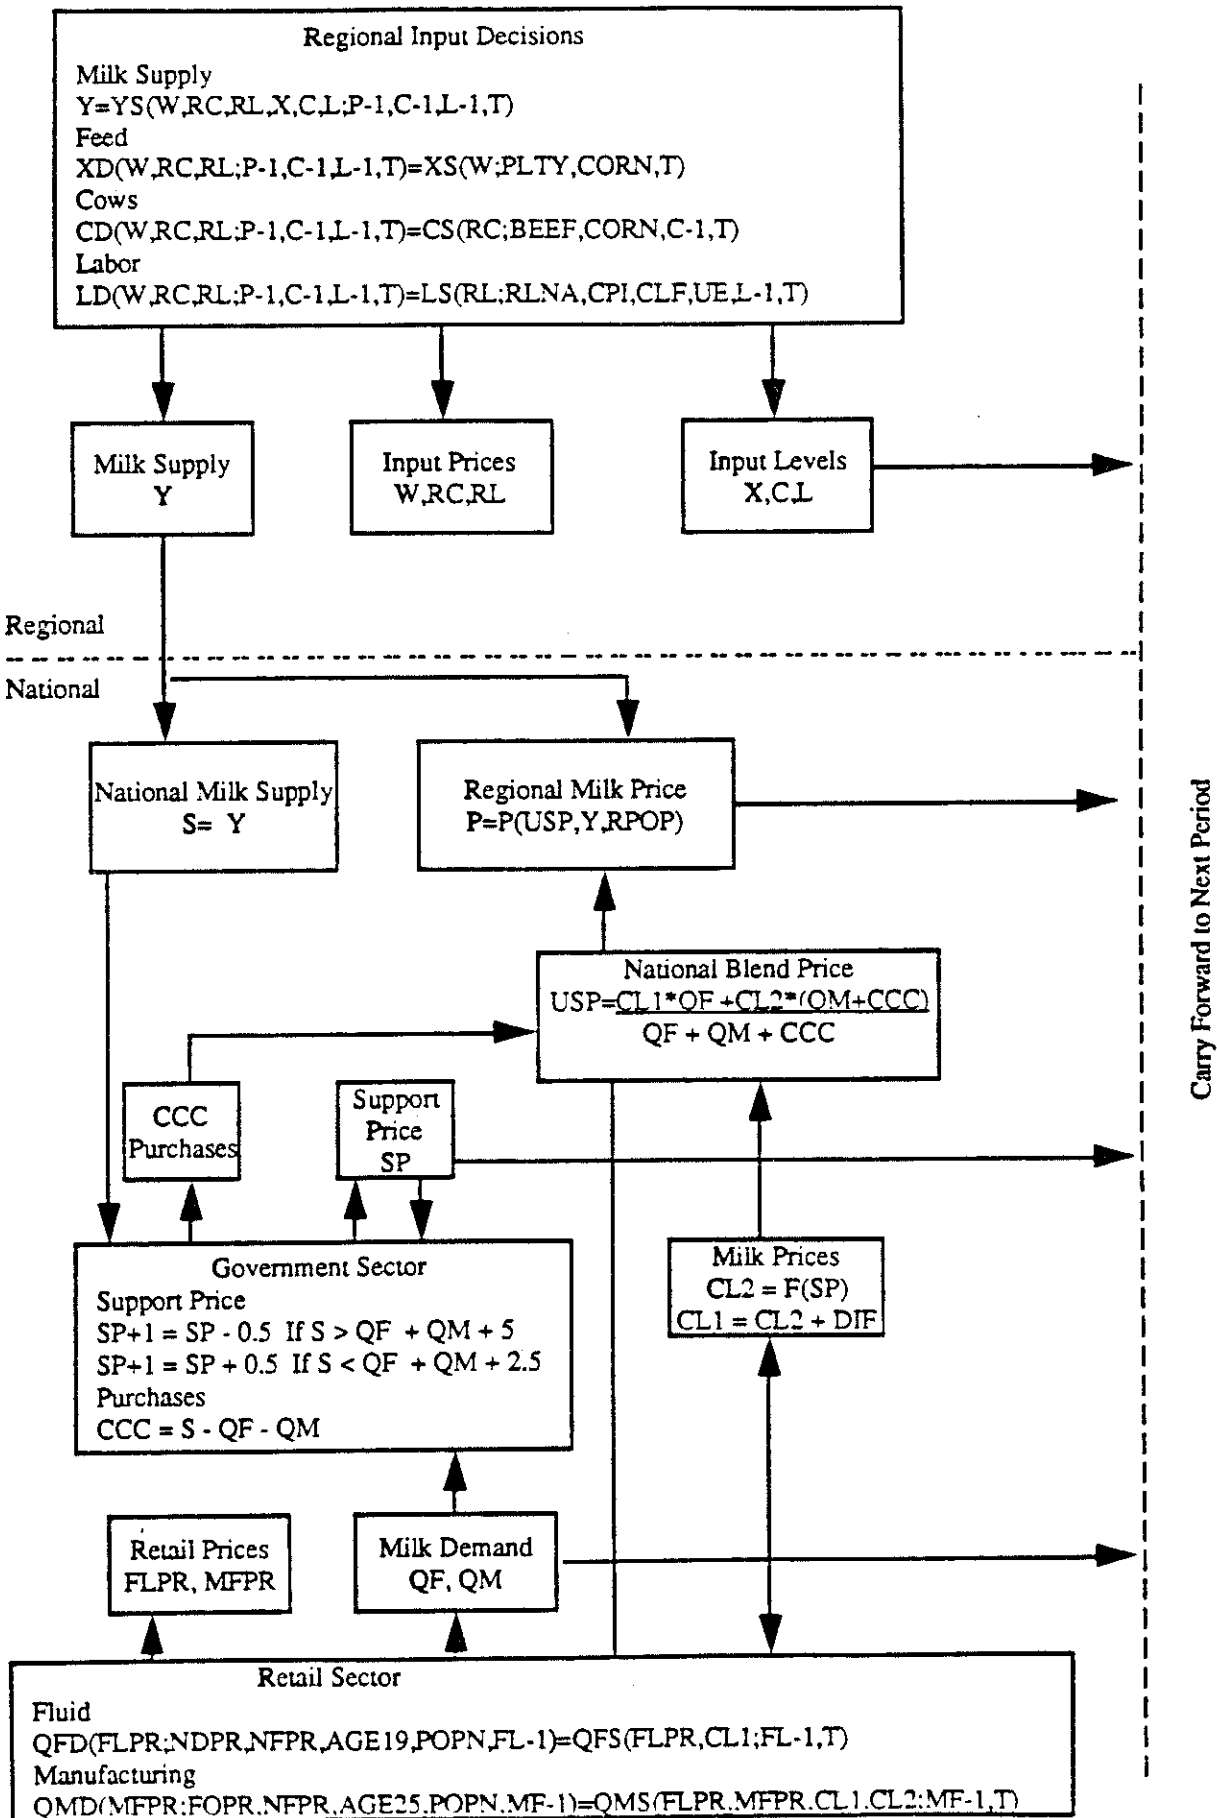 Regional Input Decisions
Milk Supply
Y=YS(W,RC,RL,X,C,L;P-1,C-1,L-1,T)
Feed
XD(W,RC,RL;P-1,C-1,L-1,T)=XS(W;PLTY,CORN,T)
Cows
CD(W,RC,RL;P-1,C-1,L-1,T)=CS(RC;BEEF,CORN,C-1,T)
Labor
LD(W,RC,RL;P-1,C-1,L-1,T)=LS(RL;RLNA,CPI,CLF,UE,L-1,T)
Milk Supply
Y
Input Prices
W,RC,RL
Input Levels
X,C,L
Regional
National
National Milk Supply
S= Y
Regional Milk Price
P=P(USP,Y,RPOP)
National Blend Price
USP=CL1*QF +CL2*(QM+CCC)
QF + QM + CCC
CCC
Purchases
Support
Price
SP
Government Sector
Support Price
SP+1 = SP - 0.5 If S > QF + QM + 5
SP+1 = SP + 0.5 If S < QF + QM + 2.5
Purchases
CCC = S - QF - QM
Milk Prices
CL2 = F(SP)
CL1 = CL2 + DIF
Retail Prices
FLPR, MFPR
Milk Demand
QF, QM
Retail Sector
Fluid
QFD(FLPR;NDPR,NFPR,AGE19,POPN,FL-1)=QFS(FLPR,CL1;FL-1,T)
Manufacturing
QMD(MFPR;FOPR,NFPR,AGE25,POPN,MF-1)=QMS(FLPR,MFPR,CL1,CL2;MF-1,T)
Carry Forward to Next Period